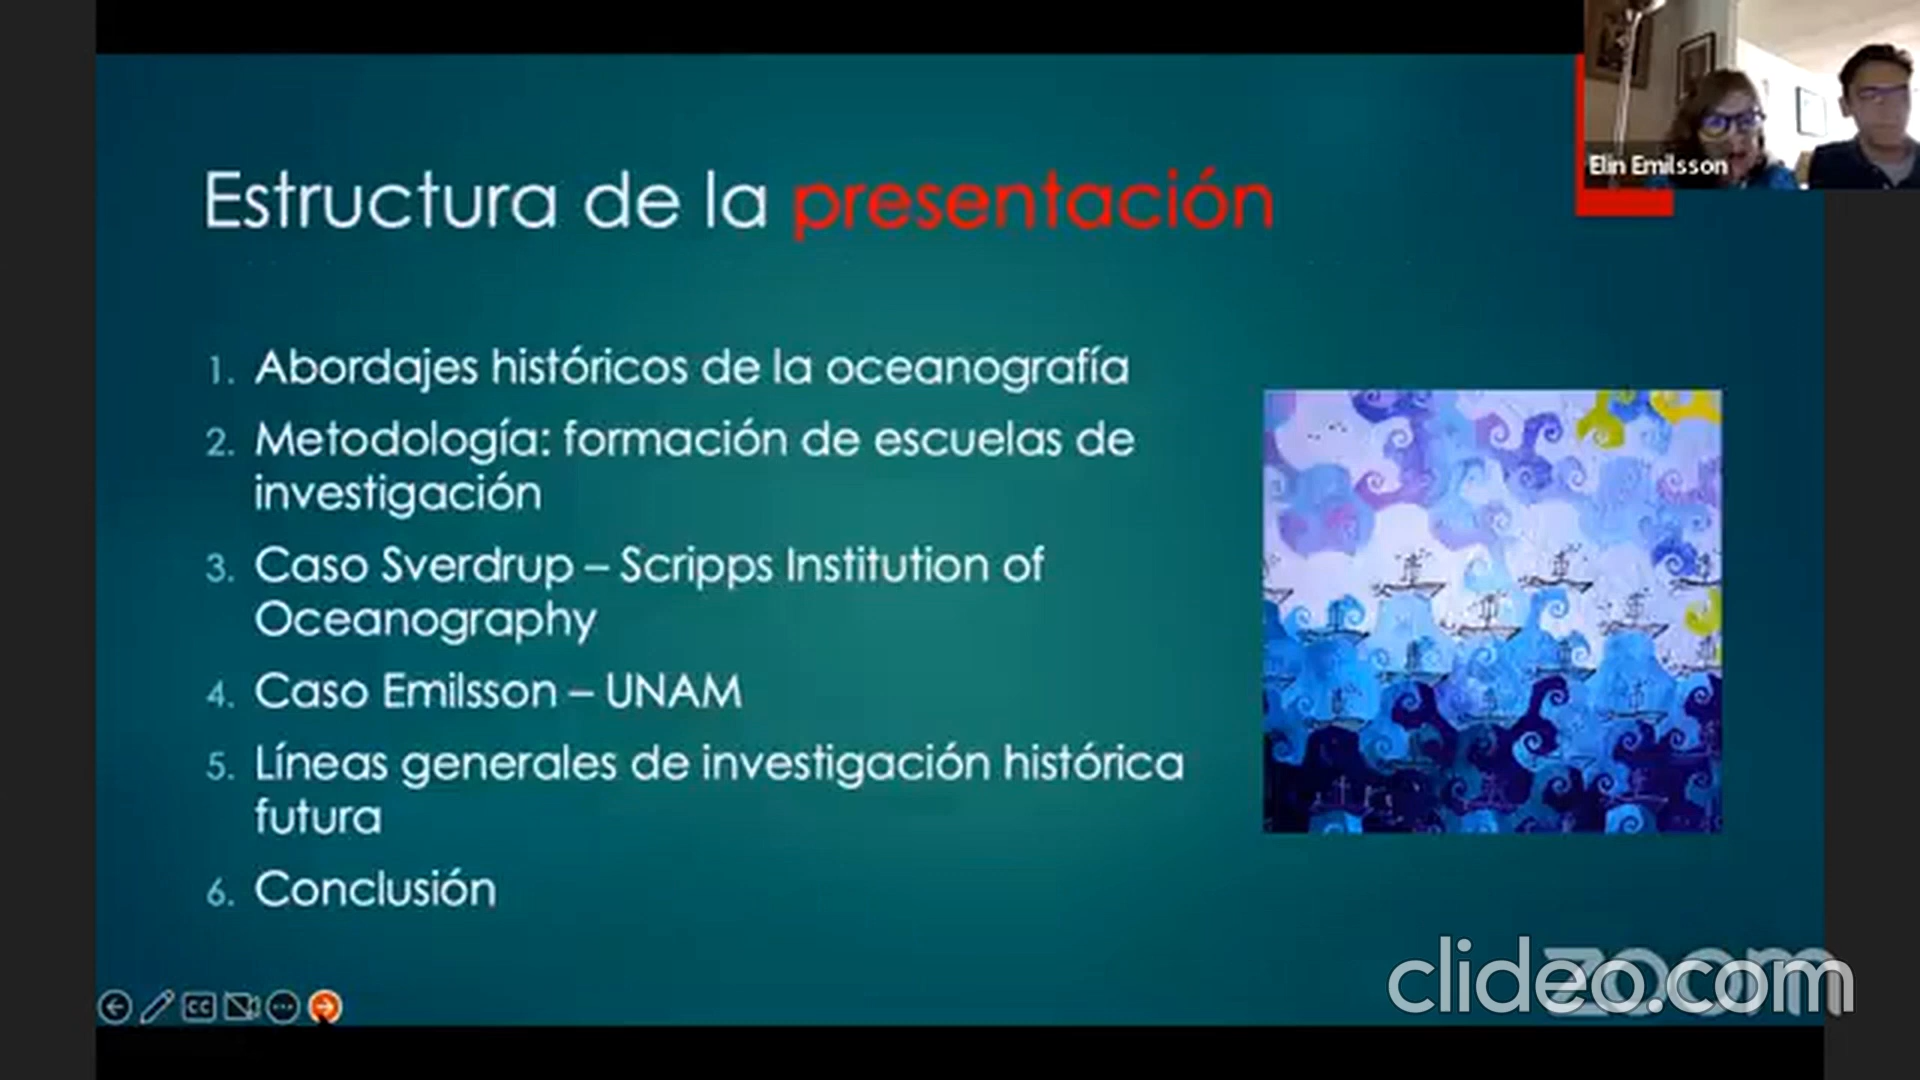 Elin Emilsson
Estructura de la presentación
1. Abordajes históricos de la oceanografía
2. Metodología: formación de escuelas de
investigación
3. Caso Sverdrup – Scripps Institution of
Oceanography
4. Caso Emilsson – UNAM
5. Líneas generales de investigación histórica
futura
6. Conclusión
CC
zoom
clideo.com